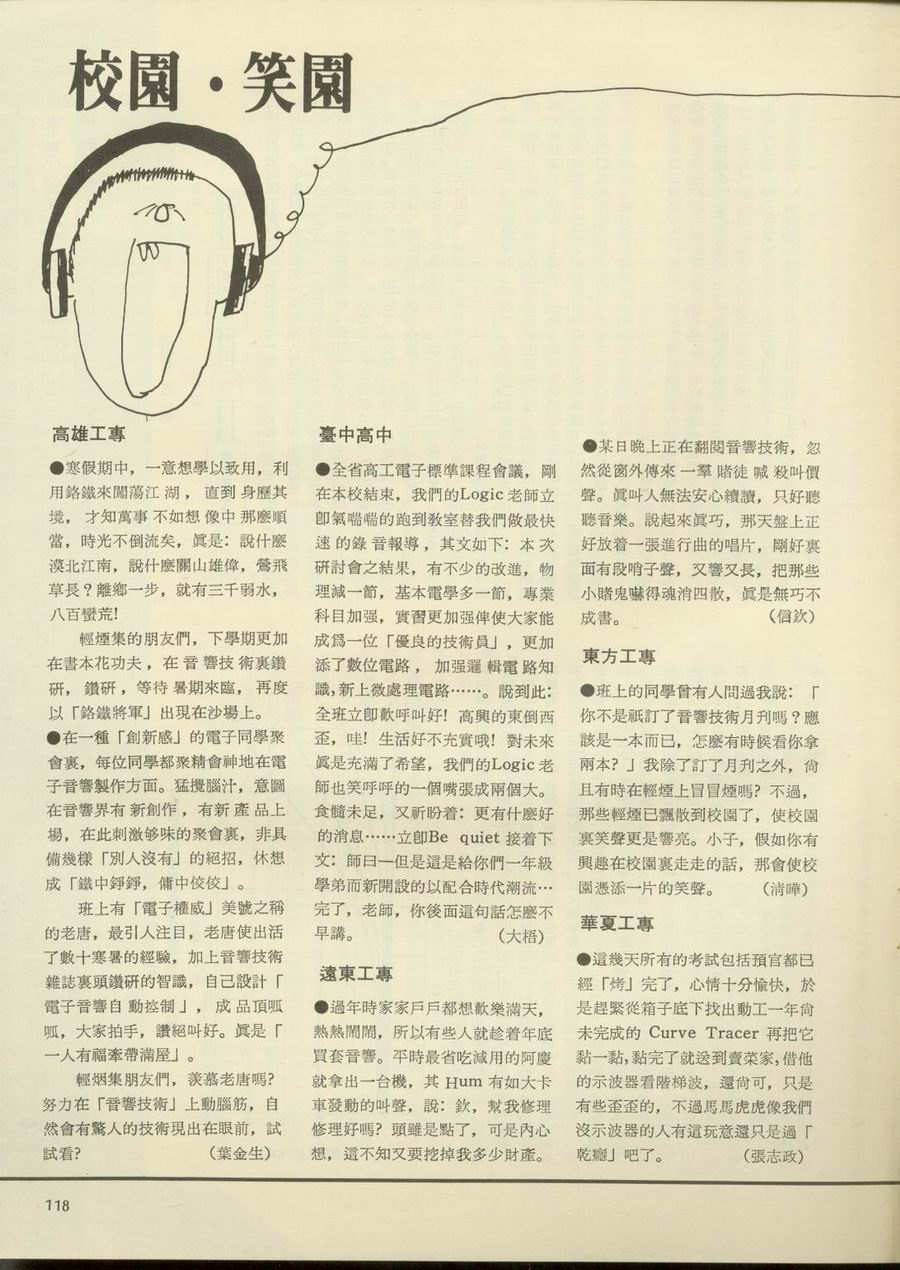 校園・笑園
高雄工專
●寒假期中，一意想學以致用，利
用鉻鐵來闖蕩江湖，直到身歷其
境，才知萬事不如想像中那麽順
當，時光不倒流矣，眞是：說什麽
漠北江南，說什麽關山雄偉，鶯飛
草長？離鄉一步，就有三千弱水，
八百蠻荒！
輕煙集的朋友們，下學期更加
在書本花功夫，在音響技術裏鑽
研，鑽研，等待暑期來臨，再度
以「鉻鐵將軍」出現在沙場上。
●在一種「創新感」的電子同學聚
會裏，每位同學都聚精會神地在電
子音響製作方面。猛攪腦汁，意圖
在音響界有新創作，有新產品上
場，在此刺激够味的聚會裏，非具
備幾樣「別人沒有」的絕招，休想
成「鐵中錚錚，傭中佼佼」。
班上有「電子權威」美號之稱
的老唐，最引人注目，老唐使出活
了數十寒暑的經驗，加上音響技術
雜誌裏頭鑽研的智識，自己設計「
電子音響自動控制」，成品頂呱
呱，大家拍手，讚絕叫好。眞是「
一人有福牽帶滿屋」。
輕烟集朋友們，羡慕老唐嗎？
努力在「音響技術」上動腦筋，自
然會有驚人的技術現出在眼前，試
試看？（葉金生）
臺中高中
●全省高工電子標準課程會議，剛
在本校結束，我們的Logic老師立
卽氣喘喘的跑到敎室替我們做最快
速的錄音報導，其文如下：本次
研討會之結果，有不少的改進，物
理減一節，基本電學多一節，專業
科目加强，實習更加强俾使大家能
成爲一位「優良的技術員」，更加
添了數位電路，加强邏輯電路知
識，新上微處理電路……。說到此：
全班立卽歡呼叫好！高興的東倒西
歪，哇！生活好不充實哦！對未來
眞是充滿了希望，我們的Logic老
師也笑呼呼的一個嘴張成兩個大。
食髓未足，又祈盼着：更有什麽好
的消息……立卽Be quiet接着下
文：師曰—但是這是給你們一年級
學弟而新開設的以配合時代潮流…
完了，老師，你後面這句話怎麽不
早講。（大梧）
遠東工專
●過年時家家戶戶都想歡樂滿天，
熱熱鬧鬧，所以有些人就趁着年底
買套音響。平時最省吃減用的阿慶
就拿出一台機，其 Hum 有如大卡
車發動的叫聲，說：欽，幫我修理
修理好嗎？頭雖是點了，可是內心
想，這不知又要挖掉我多少財產。
●某日晚上正在翻閱音響技術，忽
然從窗外傳來一羣賭徒喊殺叫價
聲。眞叫人無法安心續讀，只好聽
聽音樂。說起來眞巧，那天盤上正
好放着一張進行曲的唱片，剛好裏
面有段哨子聲，又響又長，把那些
小賭鬼嚇得魂消四散，眞是無巧不
成書。（信欽）
東方工專
●班上的同學曾有人問過我說：「
你不是祇訂了音響技術月刋嗎？應
該是一本而已，怎麽有時候看你拿
兩本？」我除了訂了月刋之外，尙
且有時在輕煙上冒冒煙嗎？不過，
那些輕煙已飄散到校園了，使校園
裏笑聲更是響亮。小子，假如你有
興趣在校園裏走走的話，那會使校
園憑添一片的笑聲。（淸曄）
華夏工專
●這幾天所有的考試包括預官都已
經「烤」完了，心情十分愉快，於
是趕緊從箱子底下找出動工一年尙
未完成的 Curve Tracer 再把它
黏一黏，黏完了就送到賣菜家，借他
的示波器看階梯波，還尙可，只是
有些歪歪的，不過馬馬虎虎像我們
沒示波器的人有這玩意還只是過「
乾癮」吧了。（張志政）
118